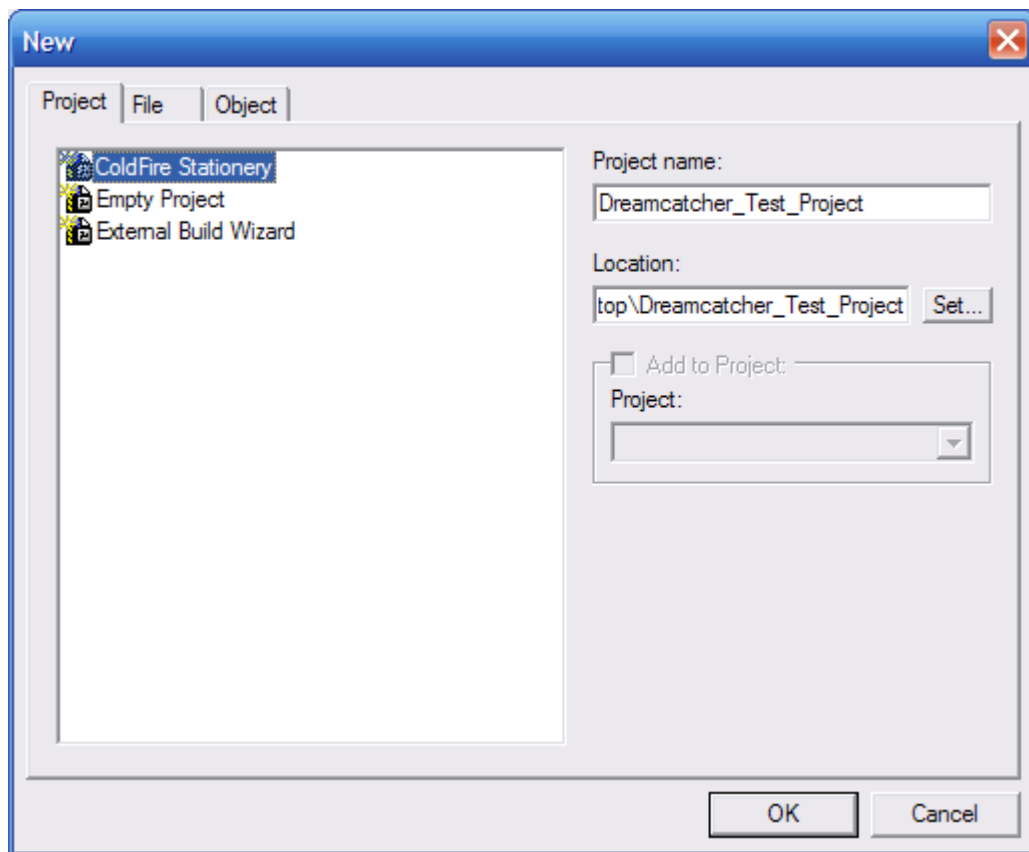 New
Project File Object
ColdFire Stationery
Empty Project
External Build Wizard
Project name:
Dreamcatcher_Test_Project
Location:
top\Dreamcatcher_Test_Project Set...
Add to Project:
Project:
OK Cancel